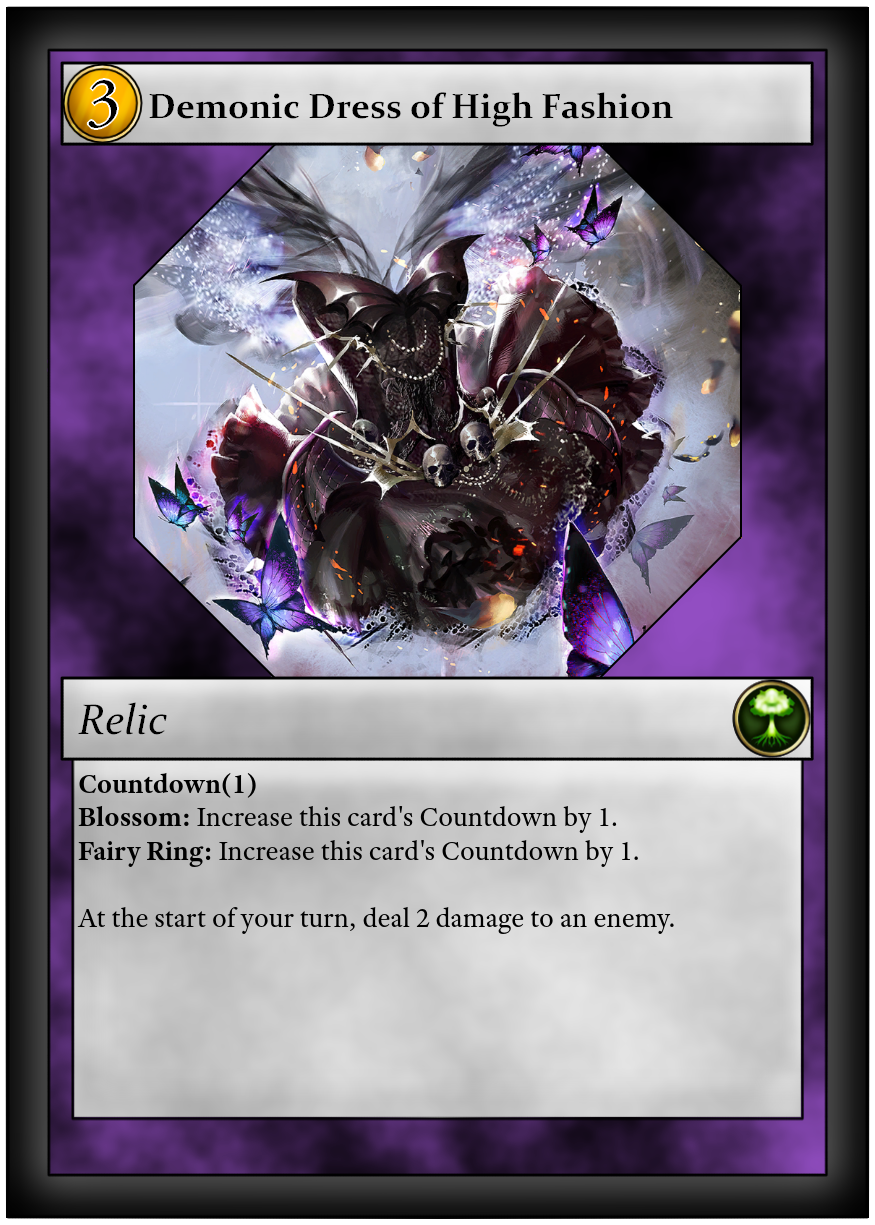 3
Demonic Dress of High Fashion
Relic
Countdown(1)
Blossom: Increase this card's Countdown by 1.
Fairy Ring: Increase this card's Countdown by 1.
At the start of your turn, deal 2 damage to an enemy.